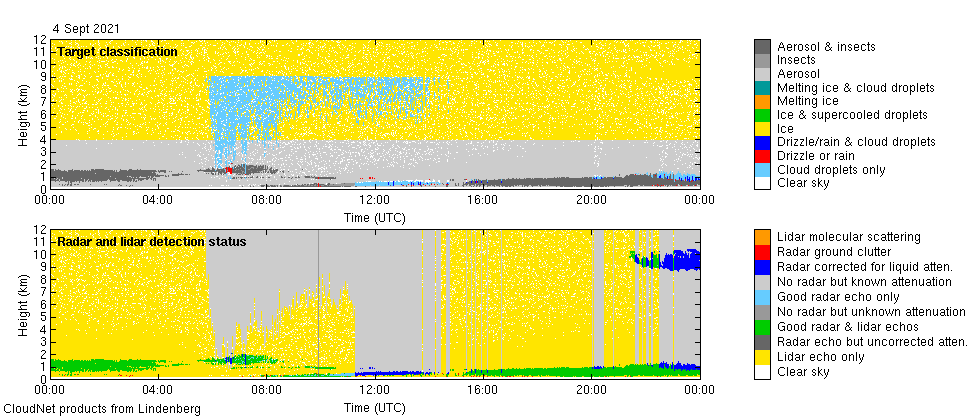 4 Sept 2021
Target classification
12
11
10
9
8
7
6
5
4
3
2
1
0
Height (km)
00:00 04:00 08:00 12:00 16:00 20:00 00:00
Time (UTC)
Aerosol & insects
Insects
Aerosol
Melting ice & cloud droplets
Melting ice
Ice & supercooled droplets
Ice
Drizzle/rain & cloud droplets
Drizzle or rain
Cloud droplets only
Clear sky
Radar and lidar detection status
12
11
10
9
8
7
6
5
4
3
2
1
0
Height (km)
00:00 04:00 08:00 12:00 16:00 20:00 00:00
Time (UTC)
Lidar molecular scattering
Radar ground clutter
Radar corrected for liquid atten.
No radar but known attenuation
Good radar echo only
No radar but unknown attenuation
Good radar & lidar echos
Radar echo but uncorrected atten.
Lidar echo only
Clear sky
CloudNet products from Lindenberg